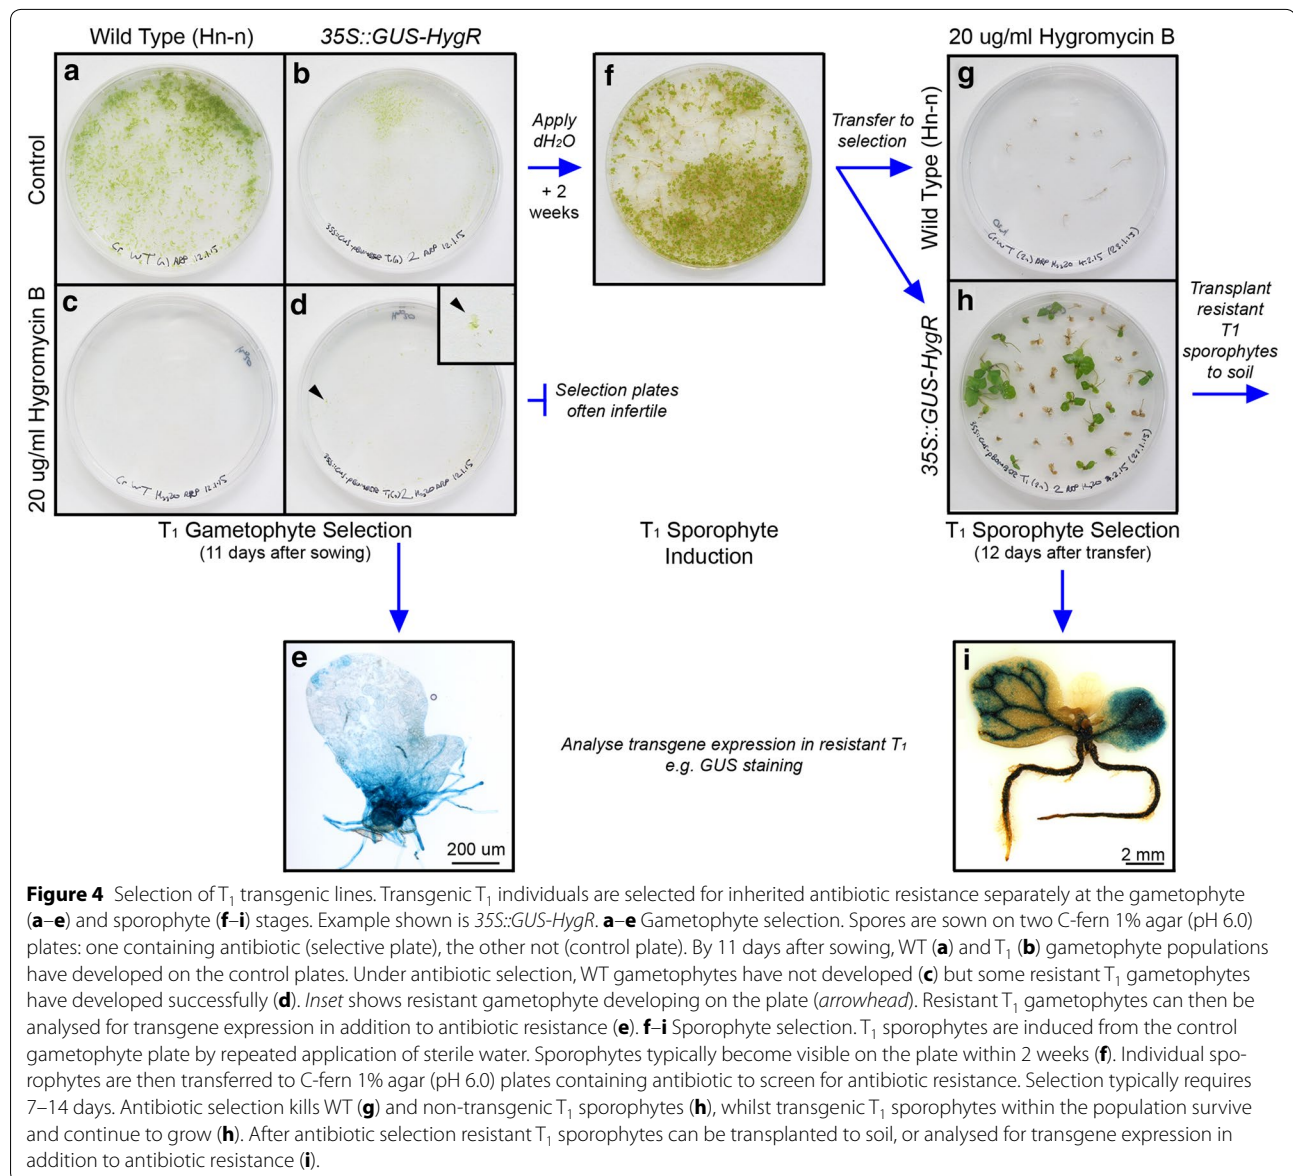 Wild Type (Hn-n)
35S::GUS-HygR
20 ug/ml Hygromycin B
Control
20 ug/ml Hygromycin B
Wild Type (Hn-n)
35S::GUS-HygR
a
b
c
d
Cr WT (n) ARP 12.1.15
Apply
dH₂O
+ 2
weeks
f
Transfer to
selection
g
h
Selection plates
often infertile
Transplant
resistant
T1
sporophytes
to soil
T₁ Gametophyte Selection
(11 days after sowing)
T₁ Sporophyte
Induction
T₁ Sporophyte Selection
(12 days after transfer)
e
200 um
Analyse transgene expression in resistant T₁
e.g. GUS staining
i
2 mm
Figure 4 Selection of T₁ transgenic lines. Transgenic T₁ individuals are selected for inherited antibiotic resistance separately at the gametophyte
(a–e) and sporophyte (f–i) stages. Example shown is 35S::GUS-HygR. a–e Gametophyte selection. Spores are sown on two C-fern 1% agar (pH 6.0)
plates: one containing antibiotic (selective plate), the other not (control plate). By 11 days after sowing, WT (a) and T₁ (b) gametophyte populations
have developed on the control plates. Under antibiotic selection, WT gametophytes have not developed (c) but some resistant T₁ gametophytes
have developed successfully (d). Inset shows resistant gametophyte developing on the plate (arrowhead). Resistant T₁ gametophytes can then be
analysed for transgene expression in addition to antibiotic resistance (e). f–i Sporophyte selection. T₁ sporophytes are induced from the control
gametophyte plate by repeated application of sterile water. Sporophytes typically become visible on the plate within 2 weeks (f). Individual spo-
rophytes are then transferred to C-fern 1% agar (pH 6.0) plates containing antibiotic to screen for antibiotic resistance. Selection typically requires
7–14 days. Antibiotic selection kills WT (g) and non-transgenic T₁ sporophytes (h), whilst transgenic T₁ sporophytes within the population survive
and continue to grow (h). After antibiotic selection resistant T₁ sporophytes can be transplanted to soil, or analysed for transgene expression in
addition to antibiotic resistance (i).